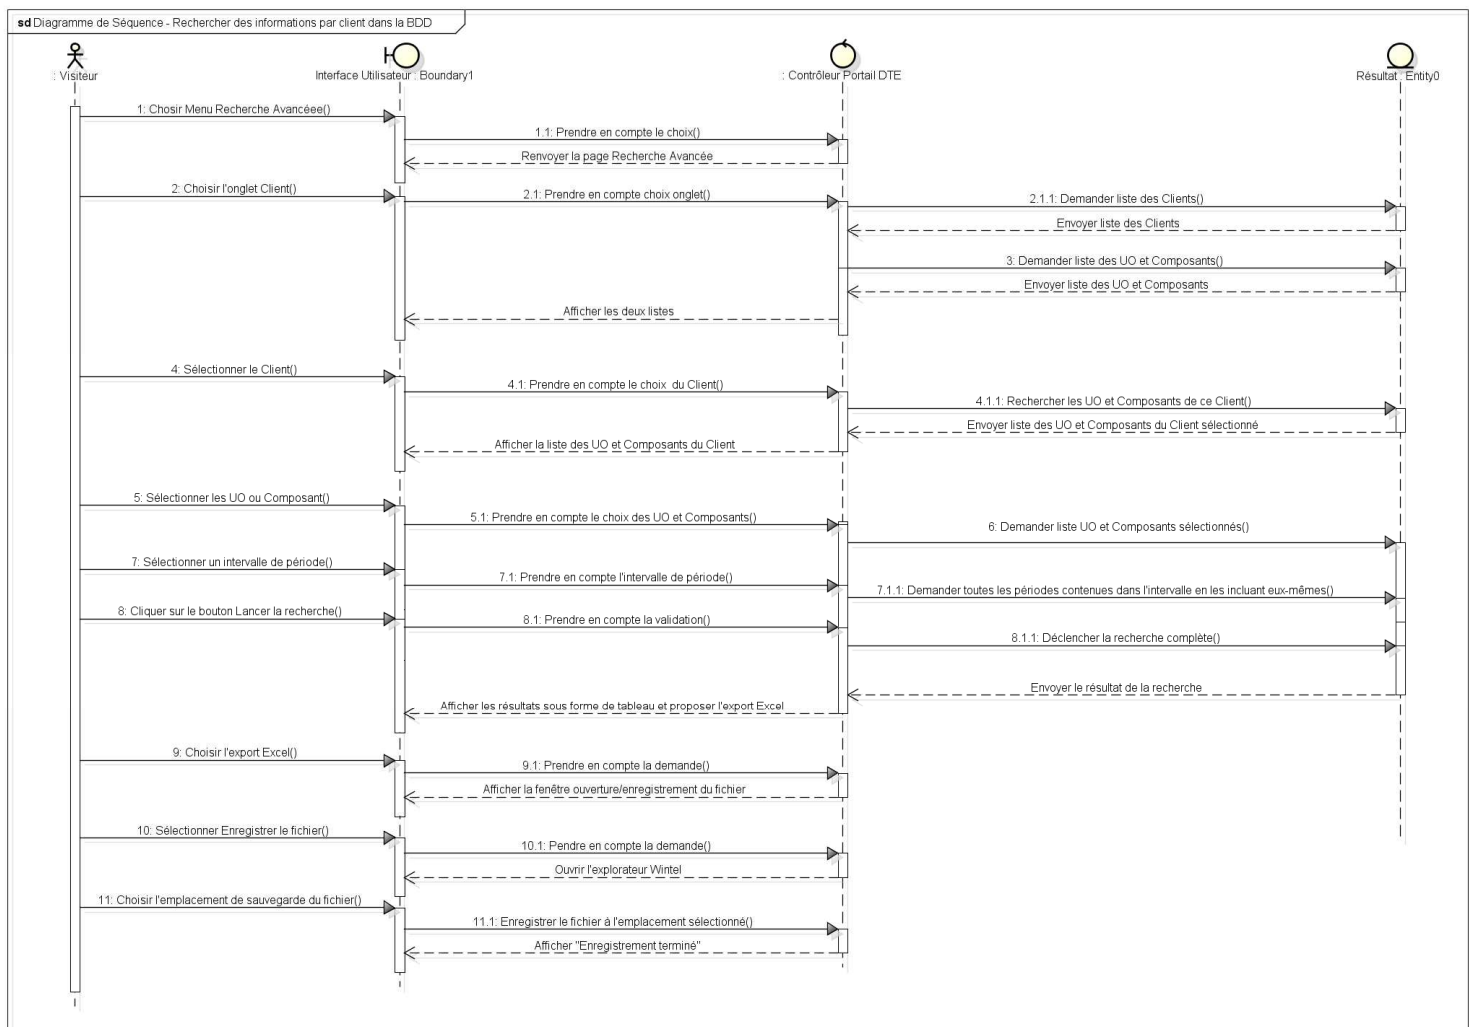 sd Diagramme de Séquence - Rechercher des informations par client dans la BDD
: Visiteur
Interface Utilisateur : Boundary1
: Contrôleur Portail DTE
Résultat : Entity0
1: Chosir Menu Recherche Avancéee()
1.1: Prendre en compte le choix()
Renvoyer la page Recherche Avancée
2: Choisir l'onglet Client()
2.1: Prendre en compte choix onglet()
2.1.1: Demander liste des Clients()
Envoyer liste des Clients
3: Demander liste des UO et Composants()
Envoyer liste des UO et Composants
Afficher les deux listes
4: Sélectionner le Client()
4.1: Prendre en compte le choix  du Client()
4.1.1: Rechercher les UO et Composants de ce Client()
Envoyer liste des UO et Composants du Client sélectionné
Afficher la liste des UO et Composants du Client
5: Sélectionner les UO ou Composant()
5.1: Prendre en compte le choix des UO et Composants()
6: Demander liste UO et Composants sélectionnés()
7: Sélectionner un intervalle de période()
7.1: Prendre en compte l'intervalle de période()
7.1.1: Demander toutes les périodes contenues dans l'intervalle en les incluant eux-mêmes()
8: Cliquer sur le bouton Lancer la recherche()
8.1: Prendre en compte la validation()
8.1.1: Déclencher la recherche complète()
Envoyer le résultat de la recherche
Afficher les résultats sous forme de tableau et proposer l'export Excel
9: Choisir l'export Excel()
9.1: Prendre en compte la demande()
Afficher la fenêtre ouverture/enregistrement du fichier
10: Sélectionner Enregistrer le fichier()
10.1: Pendre en compte la demande()
Ouvrir l'explorateur Wintel
11: Choisir l'emplacement de sauvegarde du fichier()
11.1: Enregistrer le fichier à l'emplacement sélectionné()
Afficher "Enregistrement terminé"